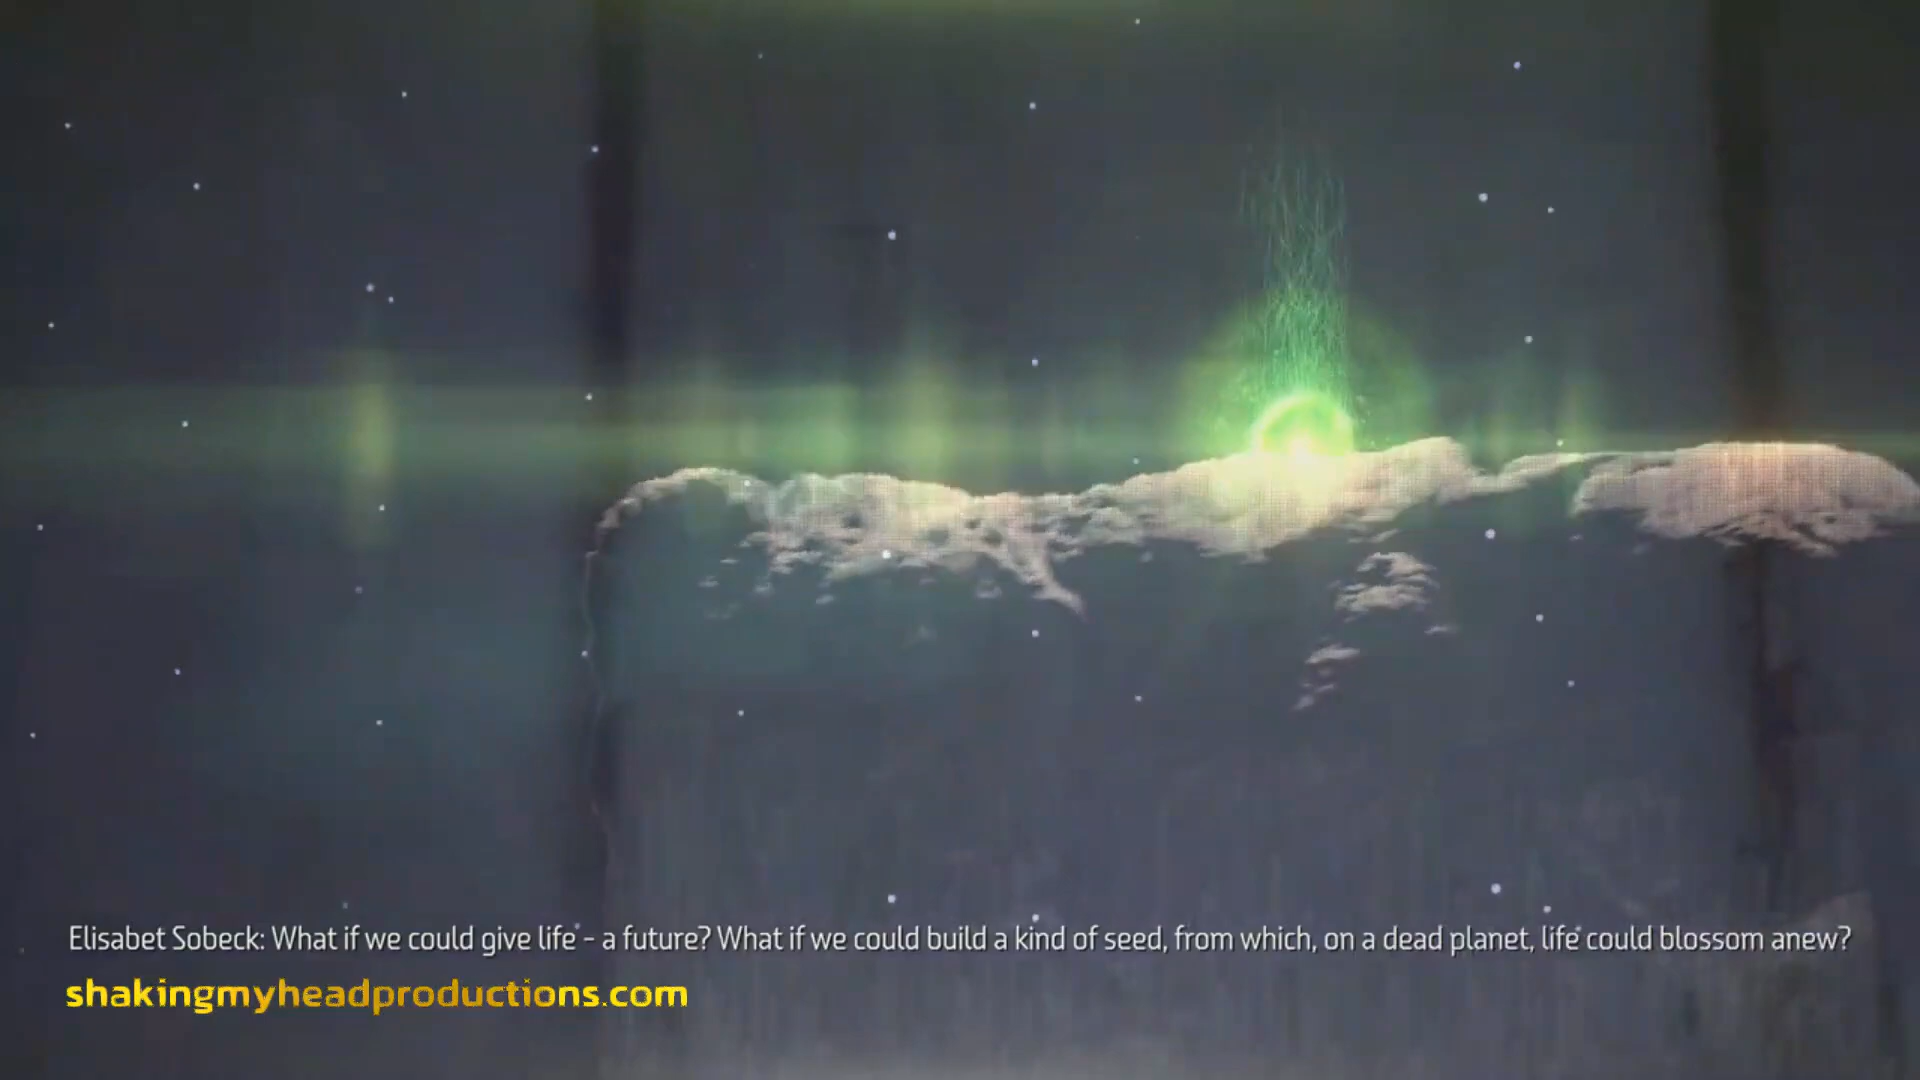 Elisabet Sobeck: What if we could give life - a future? What if we could build a kind of seed, from which, on a dead planet, life could blossom anew?
shakingmyheadproductions.com